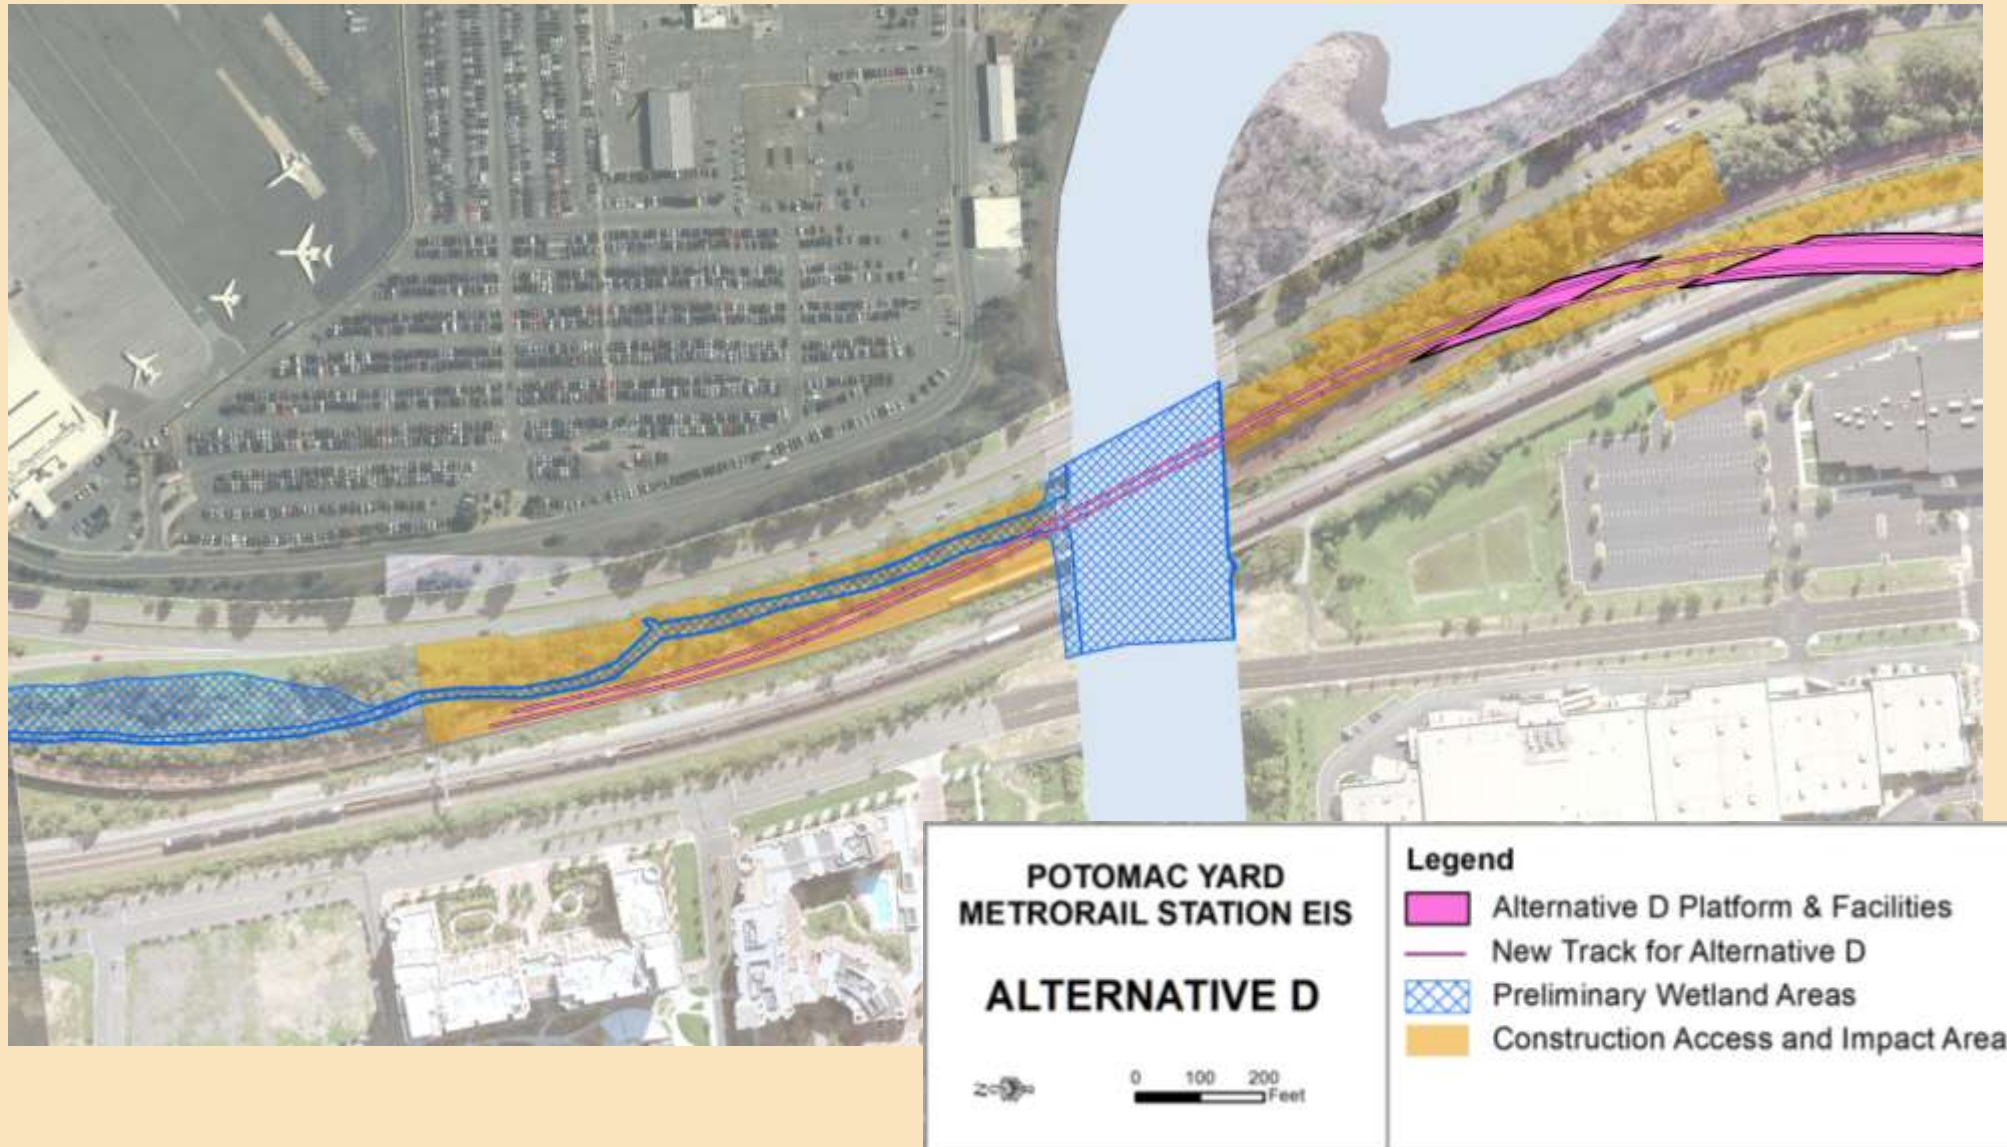 POTOMAC YARD
METRORAIL STATION EIS
ALTERNATIVE D
N
0 100 200
Feet
Legend
Alternative D Platform & Facilities
New Track for Alternative D
Preliminary Wetland Areas
Construction Access and Impact Area